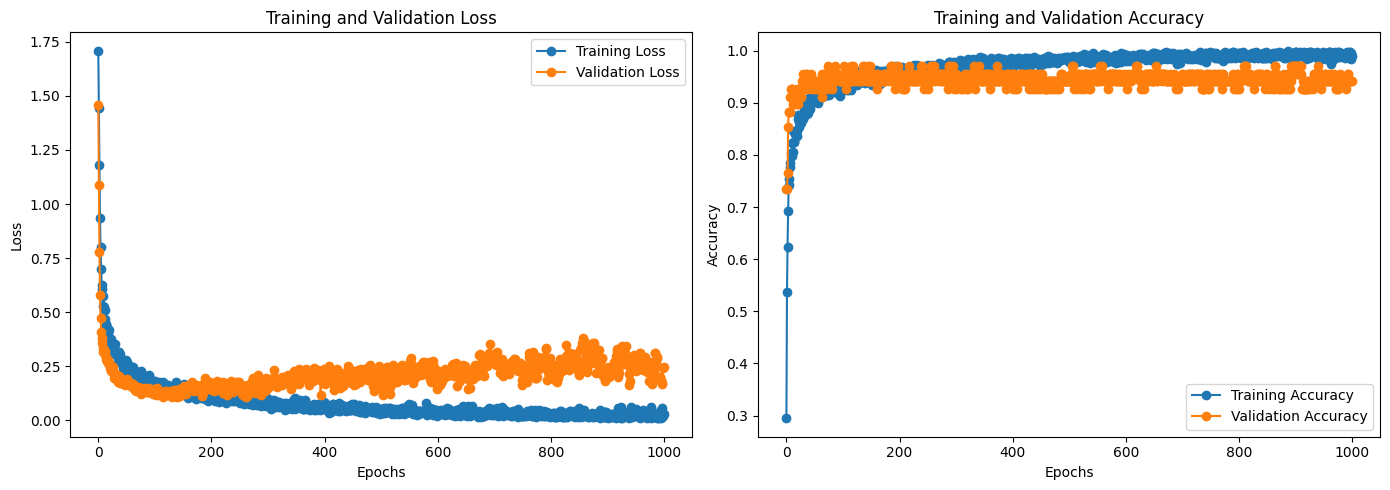 Training and Validation Loss
1.75
1.50
1.25
1.00
0.75
0.50
0.25
0.00
Loss
0
200
400
600
800
1000
Epochs
Training Loss
Validation Loss
Training and Validation Accuracy
1.0
0.9
0.8
0.7
0.6
0.5
0.4
0.3
Accuracy
0
200
400
600
800
1000
Epochs
Training Accuracy
Validation Accuracy